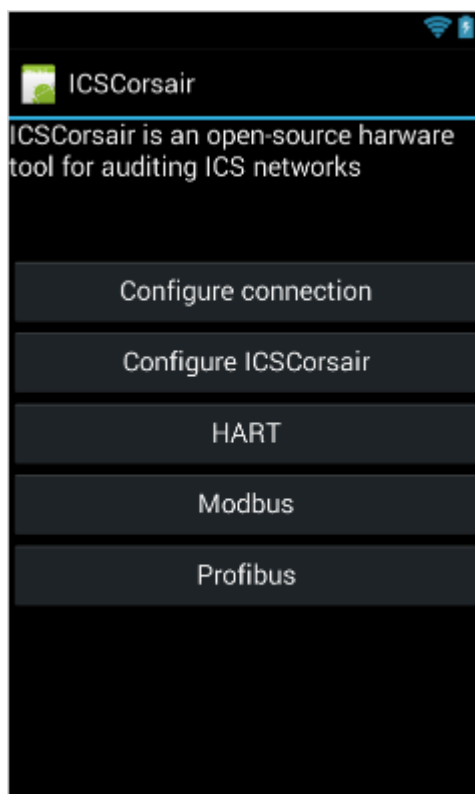 ICSCorsair
ICSCorsair is an open-source harware
tool for auditing ICS networks
Configure connection
Configure ICSCorsair
HART
Modbus
Profibus